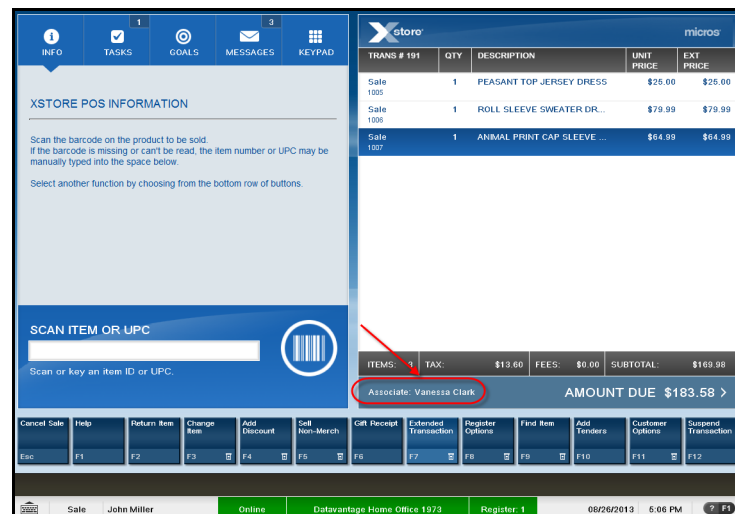 1
3
INFO
TASKS
GOALS
MESSAGES
KEYPAD
XSTORE POS INFORMATION
Scan the barcode on the product to be sold.
If the barcode is missing or can't be read, the item number or UPC may be
manually typed into the space below.
Select another function by choosing from the bottom row of buttons.
SCAN ITEM OR UPC
Scan or key an item ID or UPC.
Xstore
micros
TRANS # 191 QTY DESCRIPTION UNIT PRICE EXT PRICE
Sale 1 PEASANT TOP JERSEY DRESS $25.00 $25.00
1005
Sale 1 ROLL SLEEVE SWEATER DR... $79.99 $79.99
1006
Sale 1 ANIMAL PRINT CAP SLEEVE ... $64.99 $64.99
1007
ITEMS: 3 TAX: $13.60 FEES: $0.00 SUBTOTAL: $169.98
Associate: Vanessa Clark AMOUNT DUE $183.58 >
Cancel Sale
Esc
Help
F1
Return Item
F2
Change
Item
F3
Add
Discount
F4
Sell
Non-Merch
F5
Gift Receipt
F6
Extended
Transaction
F7
Register
Options
F8
Find Item
F9
Add
Tenders
F10
Customer
Options
F11
Suspend
Transaction
F12
Sale John Miller Online Datavantage Home Office 1973 Register: 1 08/26/2013 5:06 PM ? F1